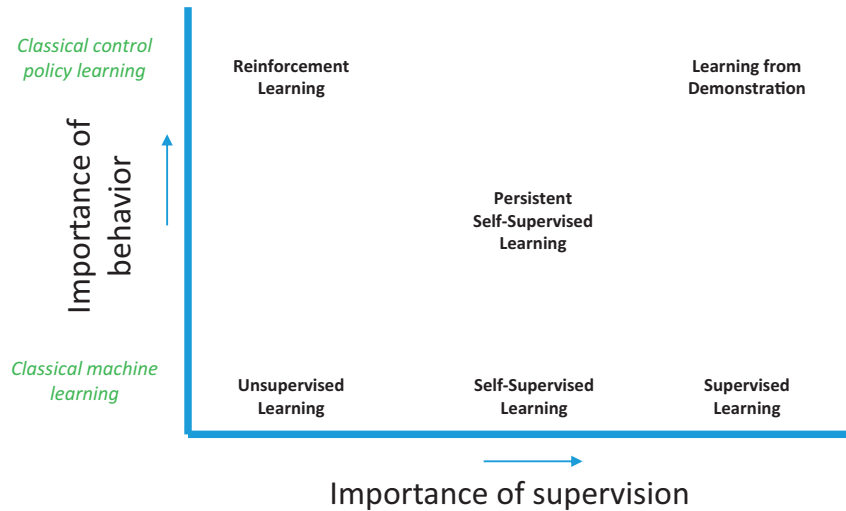 Classical control
policy learning
Reinforcement
Learning
Learning from
Demonstration
Importance of
behavior
Persistent
Self-Supervised
Learning
Classical machine
learning
Unsupervised
Learning
Self-Supervised
Learning
Supervised
Learning
Importance of supervision